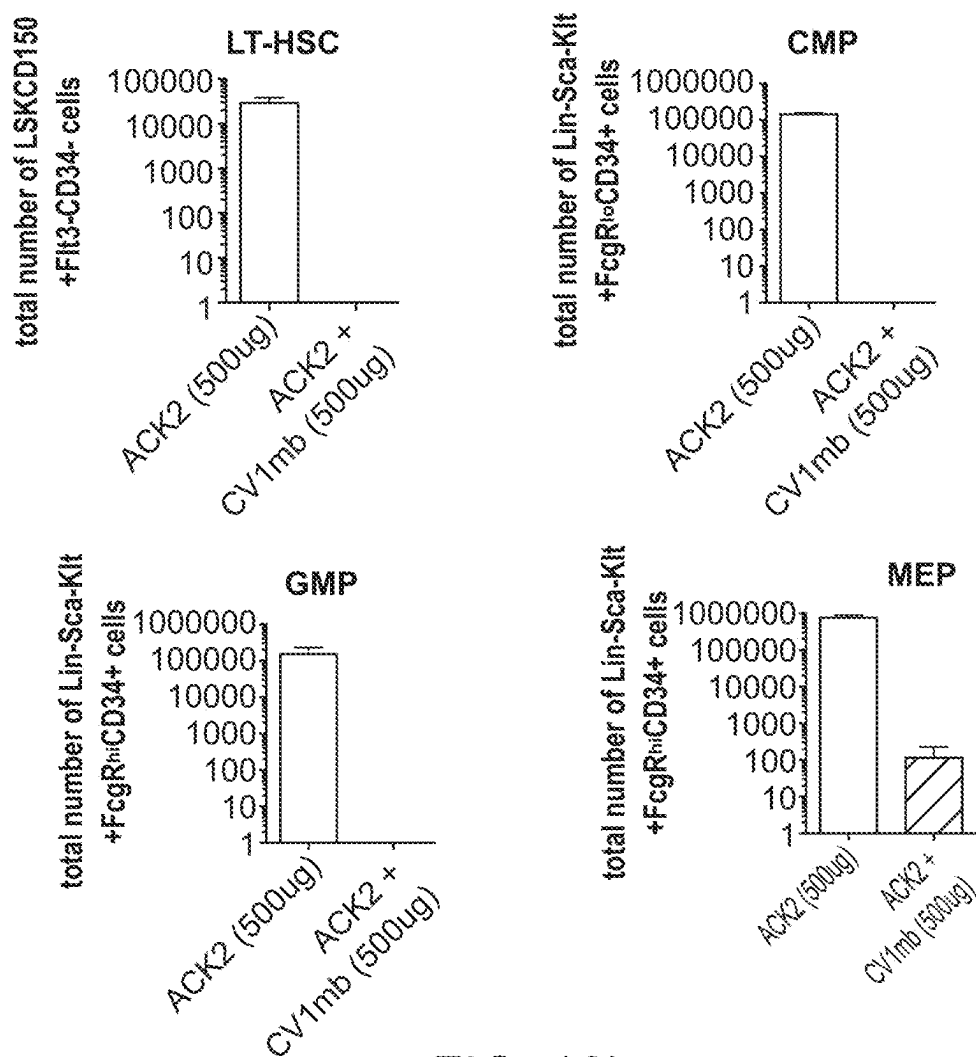 LT-HSC
total number of LSKCD150
+Flt3-CD34- cells
100000
10000
1000
100
10
1
ACK2 (500ug)
ACK2 +
CV1mb (500ug)
CMP
total number of Lin-Sca-KIt
+FcgRloCD34+ cells
1000000
100000
10000
1000
100
10
1
ACK2 (500ug)
ACK2 +
CV1mb (500ug)
GMP
total number of Lin-Sca-KIt
+FcgRhiCD34+ cells
1000000
100000
10000
1000
100
10
1
ACK2 (500ug)
ACK2 +
CV1mb (500ug)
MEP
total number of Lin-Sca-KIt
+FcgRhiCD34+ cells
1000000
100000
10000
1000
100
10
1
ACK2 (500ug)
ACK2 +
CV1mb (500ug)